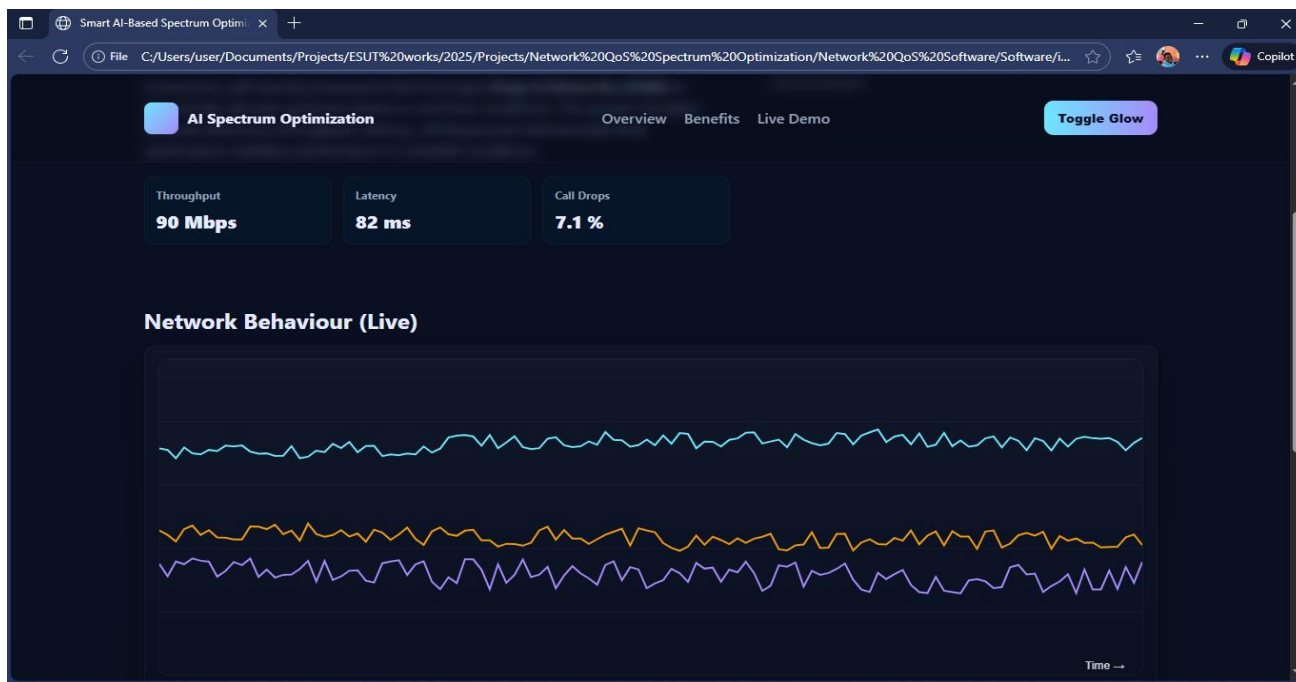 Smart AI-Based Spectrum Optimi
File C:/Users/user/Documents/Projects/ESUT%20works/2025/Projects/Network%20QoS%20Spectrum%20Optimization/Network%20QoS%20Software/Software/i...
Copilot
AI Spectrum Optimization Overview Benefits Live Demo Toggle Glow
Throughput Latency Call Drops
90 Mbps 82 ms 7.1 %
Network Behaviour (Live)
Time →